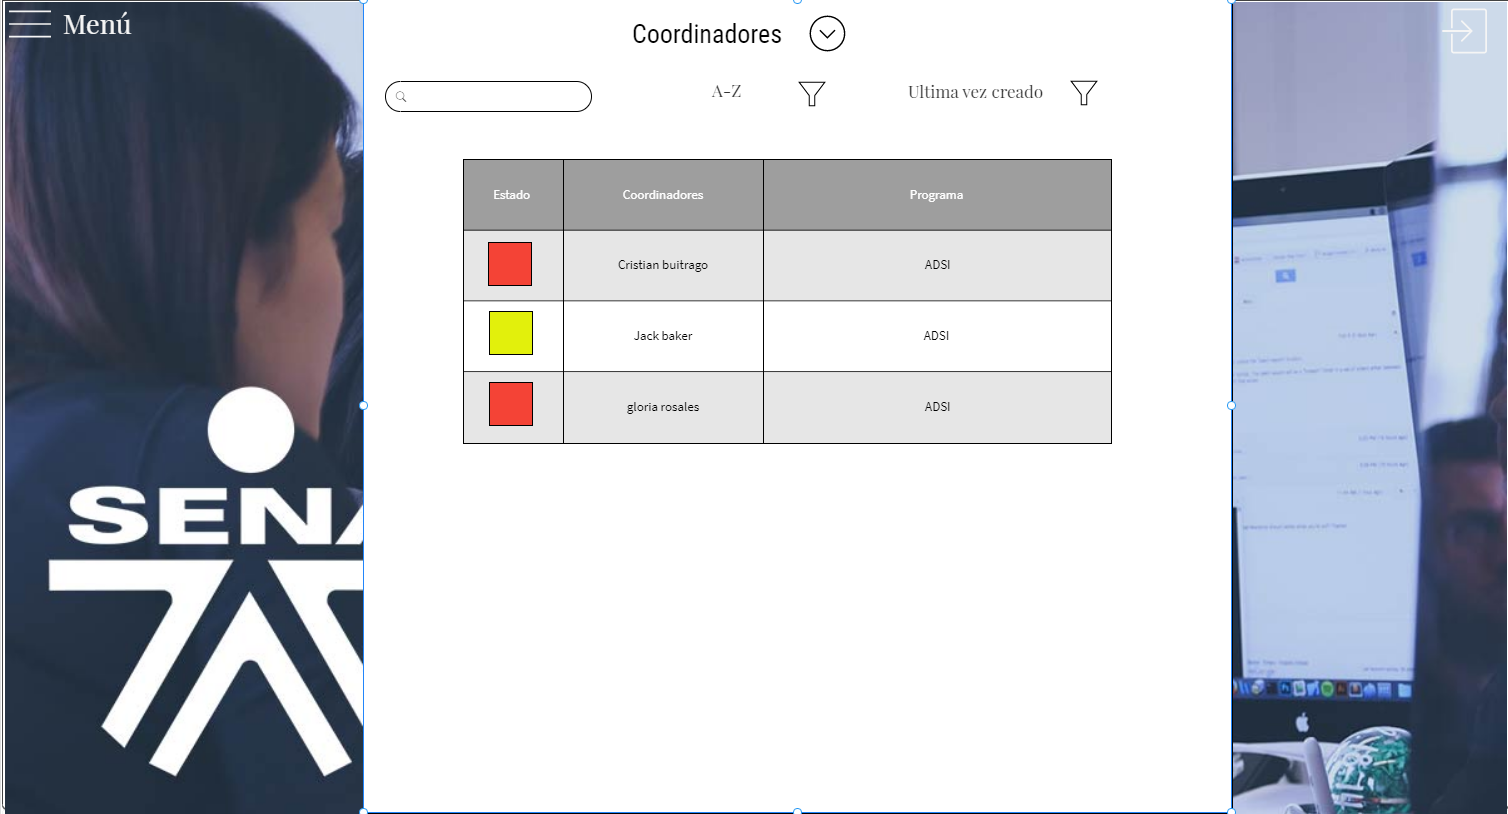 Menú
Coordinadores
A-Z
Ultima vez creado
Estado Coordinadores Programa
Cristian buitrago ADSI
Jack baker ADSI
gloria rosales ADSI
SENA